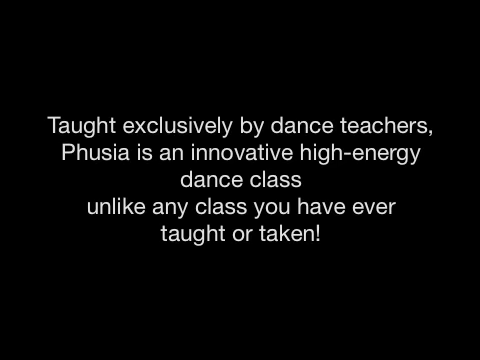 Taught exclusively by dance teachers,
Phusia is an innovative high-energy
dance class
unlike any class you have ever
taught or taken!